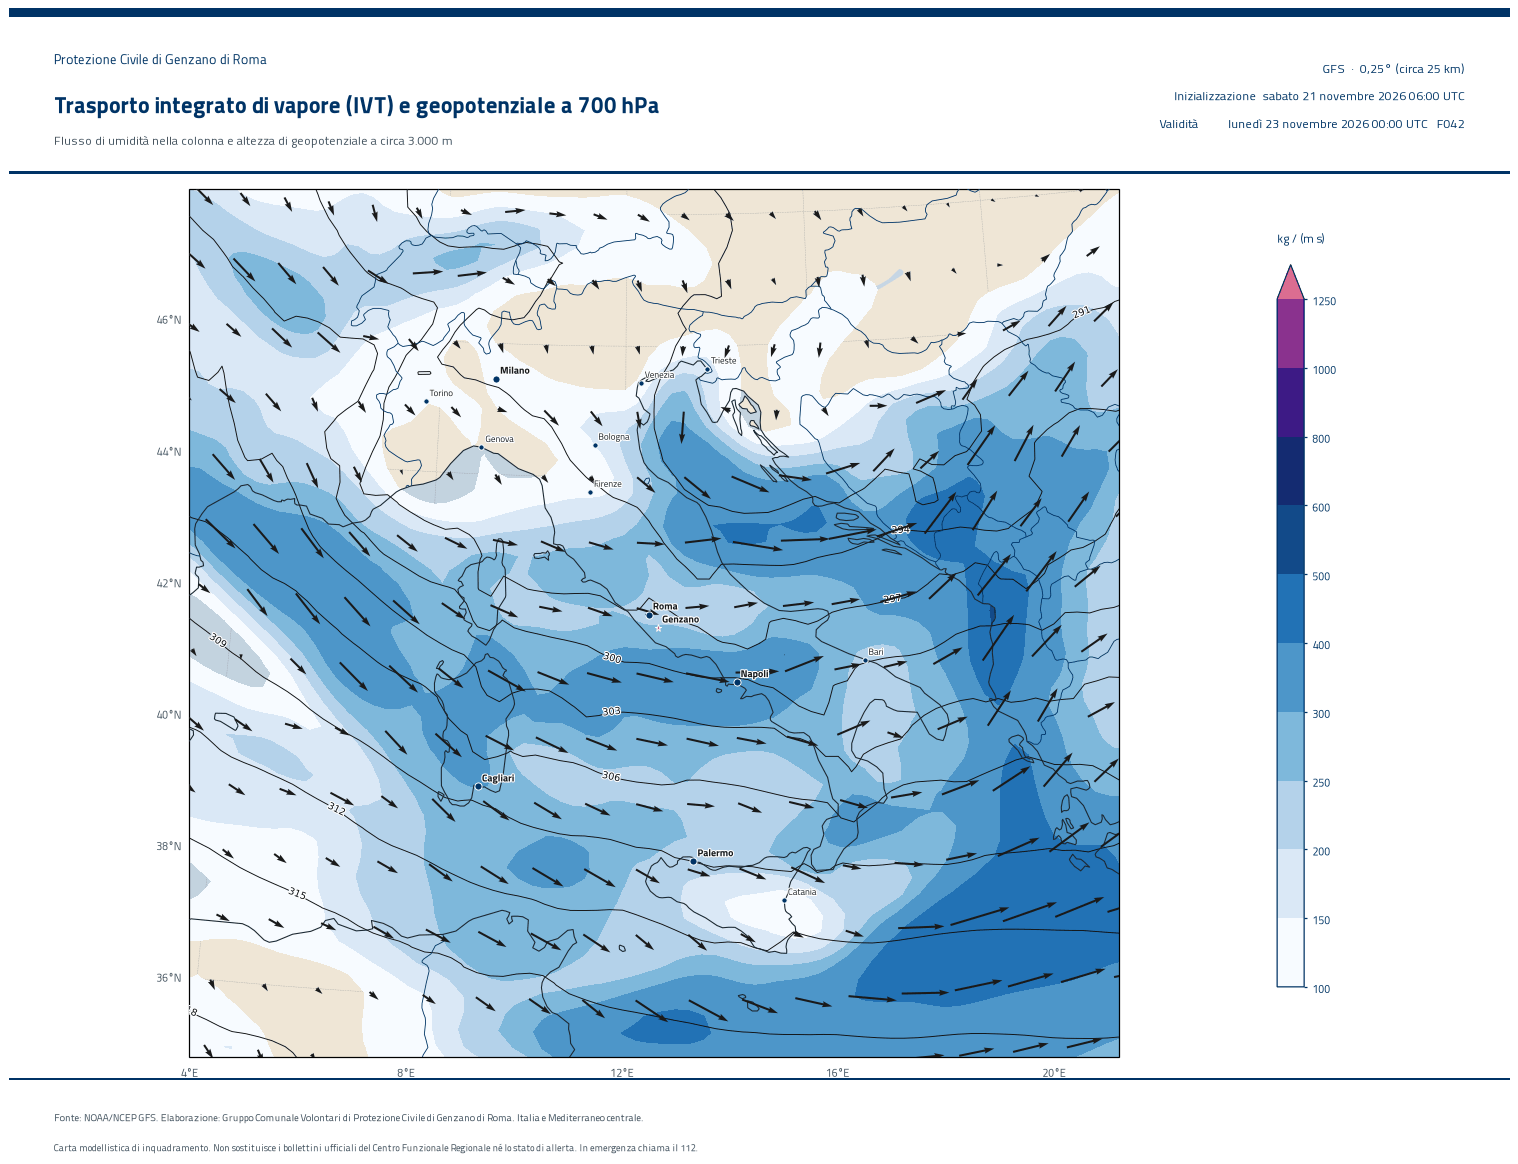 Protezione Civile di Genzano di Roma
Trasporto integrato di vapore (IVT) e geopotenziale a 700 hPa
Flusso di umidità nella colonna e altezza di geopotenziale a circa 3.000 m
GFS · 0,25° (circa 25 km)
Inizializzazione sabato 21 novembre 2026 06:00 UTC
Validità lunedì 23 novembre 2026 00:00 UTC F042
kg / (m s)
1250
1000
800
600
500
400
300
250
200
150
100
46°N
44°N
42°N
40°N
38°N
36°N
4°E
8°E
12°E
16°E
20°E
291
294
297
300
303
306
309
312
315
8
Trieste
Venezia
Milano
Torino
Genova
Bologna
Firenze
Roma
Genzano
Bari
Napoli
Cagliari
Palermo
Catania
Fonte: NOAA/NCEP GFS. Elaborazione: Gruppo Comunale Volontari di Protezione Civile di Genzano di Roma. Italia e Mediterraneo centrale.
Carta modellistica di inquadramento. Non sostituisce i bollettini ufficiali del Centro Funzionale Regionale né lo stato di allerta. In emergenza chiama il 112.